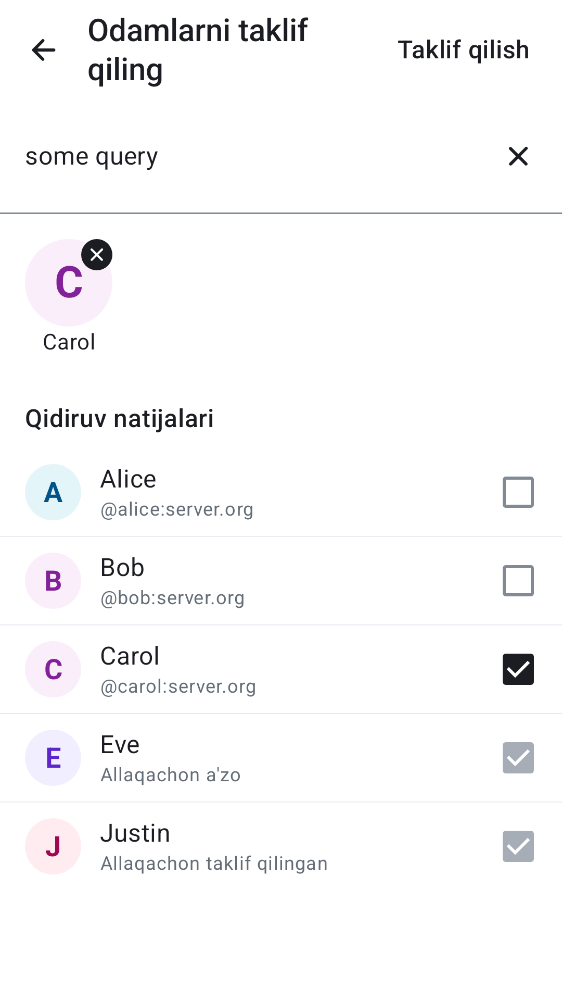 Odamlarni taklif
qiling
Taklif qilish
some query
C
Carol
Qidiruv natijalari
A
Alice
@alice:server.org
B
Bob
@bob:server.org
C
Carol
@carol:server.org
E
Eve
Allaqachon a'zo
J
Justin
Allaqachon taklif qilingan